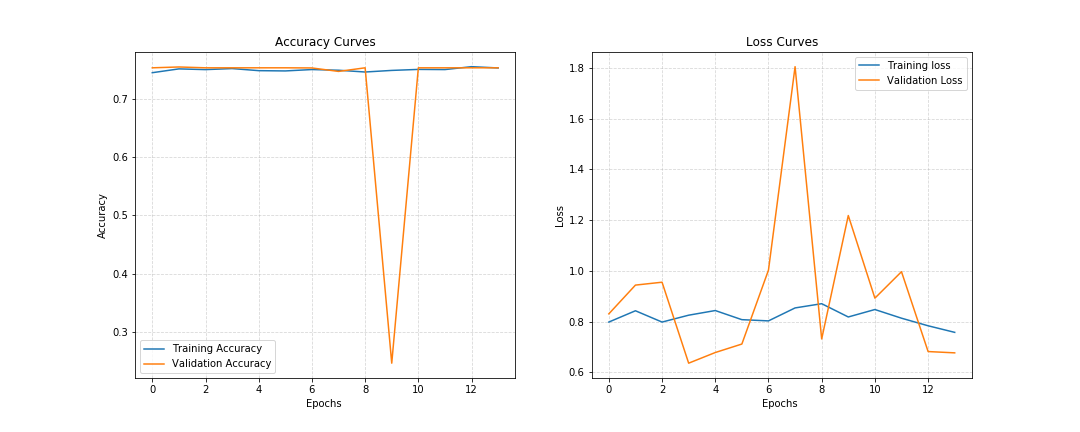 Accuracy Curves
Accuracy
0.7
0.6
0.5
0.4
0.3
Training Accuracy
Validation Accuracy
0 2 4 6 8 10 12
Epochs
Loss Curves
Loss
1.8
1.6
1.4
1.2
1.0
0.8
0.6
Training loss
Validation Loss
0 2 4 6 8 10 12
Epochs